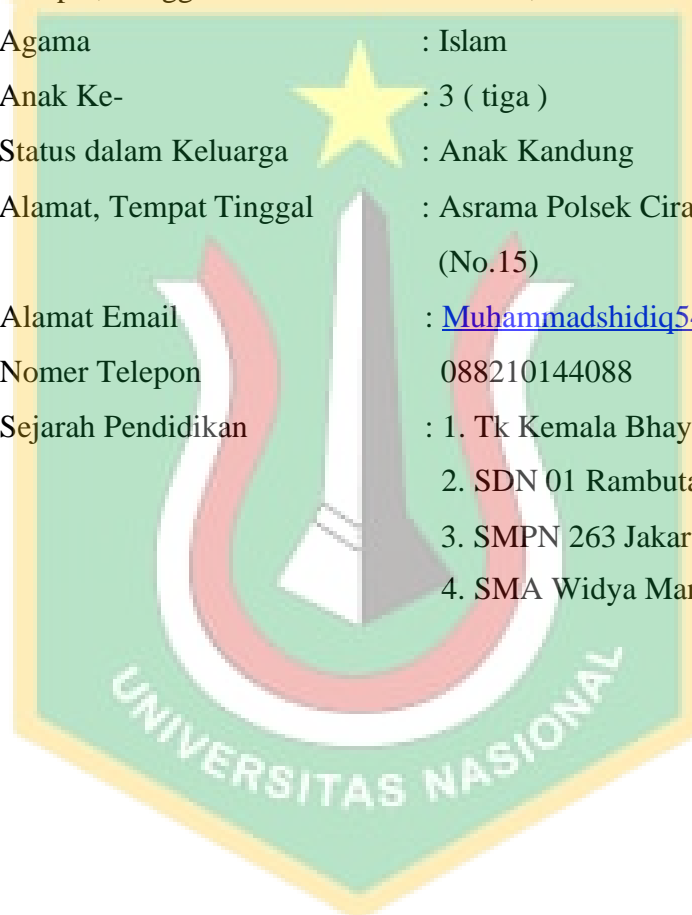 Agama : Islam
Anak Ke- : 3 ( tiga )
Status dalam Keluarga : Anak Kandung
Alamat, Tempat Tinggal : Asrama Polsek Cira
(No.15)
Alamat Email : Muhammadshidiq5
Nomer Telepon 088210144088
Sejarah Pendidikan : 1. Tk Kemala Bhay
2. SDN 01 Rambuta
3. SMPN 263 Jakar
4. SMA Widya Ma
UNIVERSITAS NASIONAL